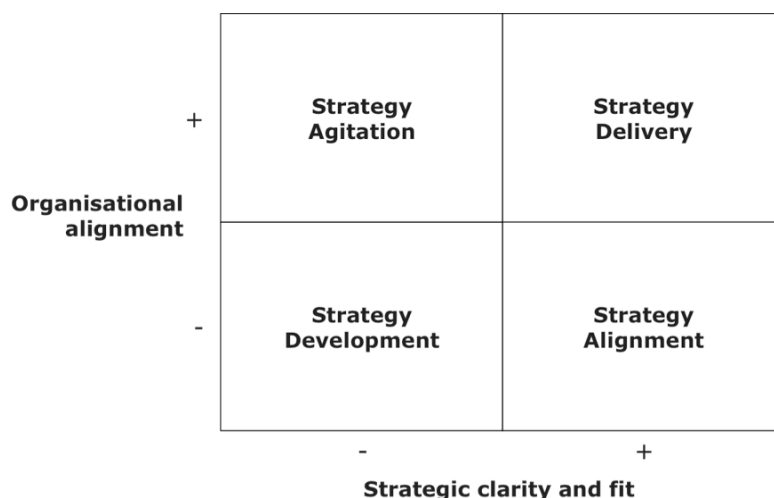 Strategy
Agitation
Strategy
Delivery
+
Organisational
alignment
Strategy
Development
Strategy
Alignment
-
-
+
Strategic clarity and fit